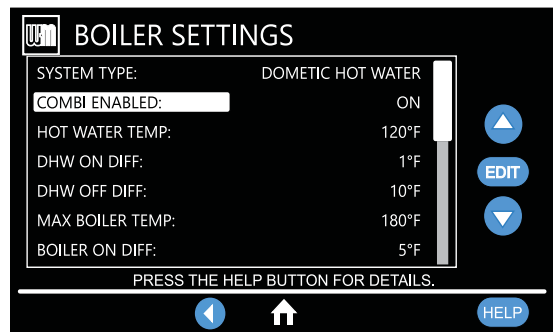 WM BOILER SETTINGS
SYSTEM TYPE: DOMETIC HOT WATER
COMBI ENABLED: ON
HOT WATER TEMP: 120°F
DHW ON DIFF: 1°F
DHW OFF DIFF: 10°F
MAX BOILER TEMP: 180°F
BOILER ON DIFF: 5°F
EDIT
PRESS THE HELP BUTTON FOR DETAILS.
HELP